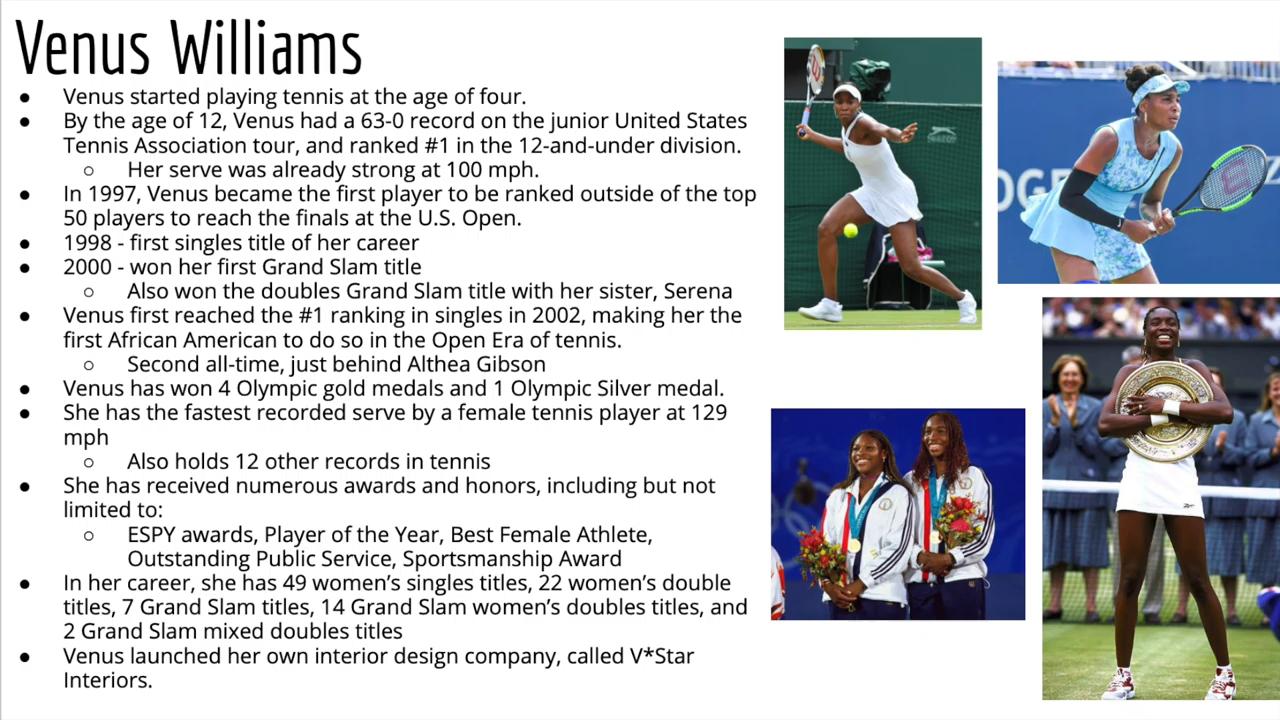 Venus Williams
● Venus started playing tennis at the age of four.
● By the age of 12, Venus had a 63-0 record on the junior United States
Tennis Association tour, and ranked #1 in the 12-and-under division.
○ Her serve was already strong at 100 mph.
● In 1997, Venus became the first player to be ranked outside of the top
50 players to reach the finals at the U.S. Open.
● 1998 - first singles title of her career
● 2000 - won her first Grand Slam title
○ Also won the doubles Grand Slam title with her sister, Serena
● Venus first reached the #1 ranking in singles in 2002, making her the
first African American to do so in the Open Era of tennis.
○ Second all-time, just behind Althea Gibson
● Venus has won 4 Olympic gold medals and 1 Olympic Silver medal.
● She has the fastest recorded serve by a female tennis player at 129
mph
○ Also holds 12 other records in tennis
● She has received numerous awards and honors, including but not
limited to:
○ ESPY awards, Player of the Year, Best Female Athlete,
Outstanding Public Service, Sportsmanship Award
● In her career, she has 49 women’s singles titles, 22 women’s double
titles, 7 Grand Slam titles, 14 Grand Slam women’s doubles titles, and
2 Grand Slam mixed doubles titles
● Venus launched her own interior design company, called V*Star
Interiors.